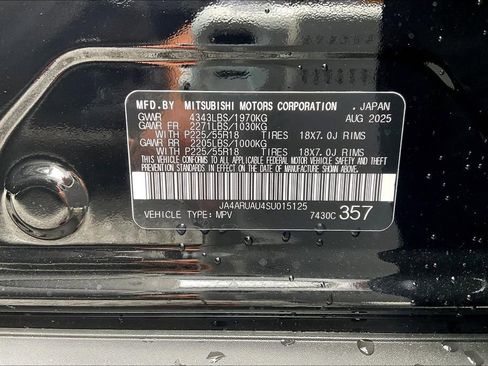 MFD.BY MITSUBISHI MOTORS CORPORATION , JAPAN
GVWR 4343LBS/1970KG AUG 2025
GAWR FR 2271LBS/1030KG
WITH P225/55R18 TIRES 18X7.0J RIMS
GAWR RR 2205LBS/1000KG
WITH P225/55R18 TIRES 18X7.0J RIMS
THIS VEHICLE CONFORMS TO ALL APPLICABLE FEDERAL MOTOR VEHICLE SAFETY AND
THEFT PREVENTION STANDARDS IN EFFECT ON THE DATE OF MANUFACTURE SHOWN ABOVE.
JA4ARUAU4SU015125
VEHICLE TYPE:MPV 7430C 357